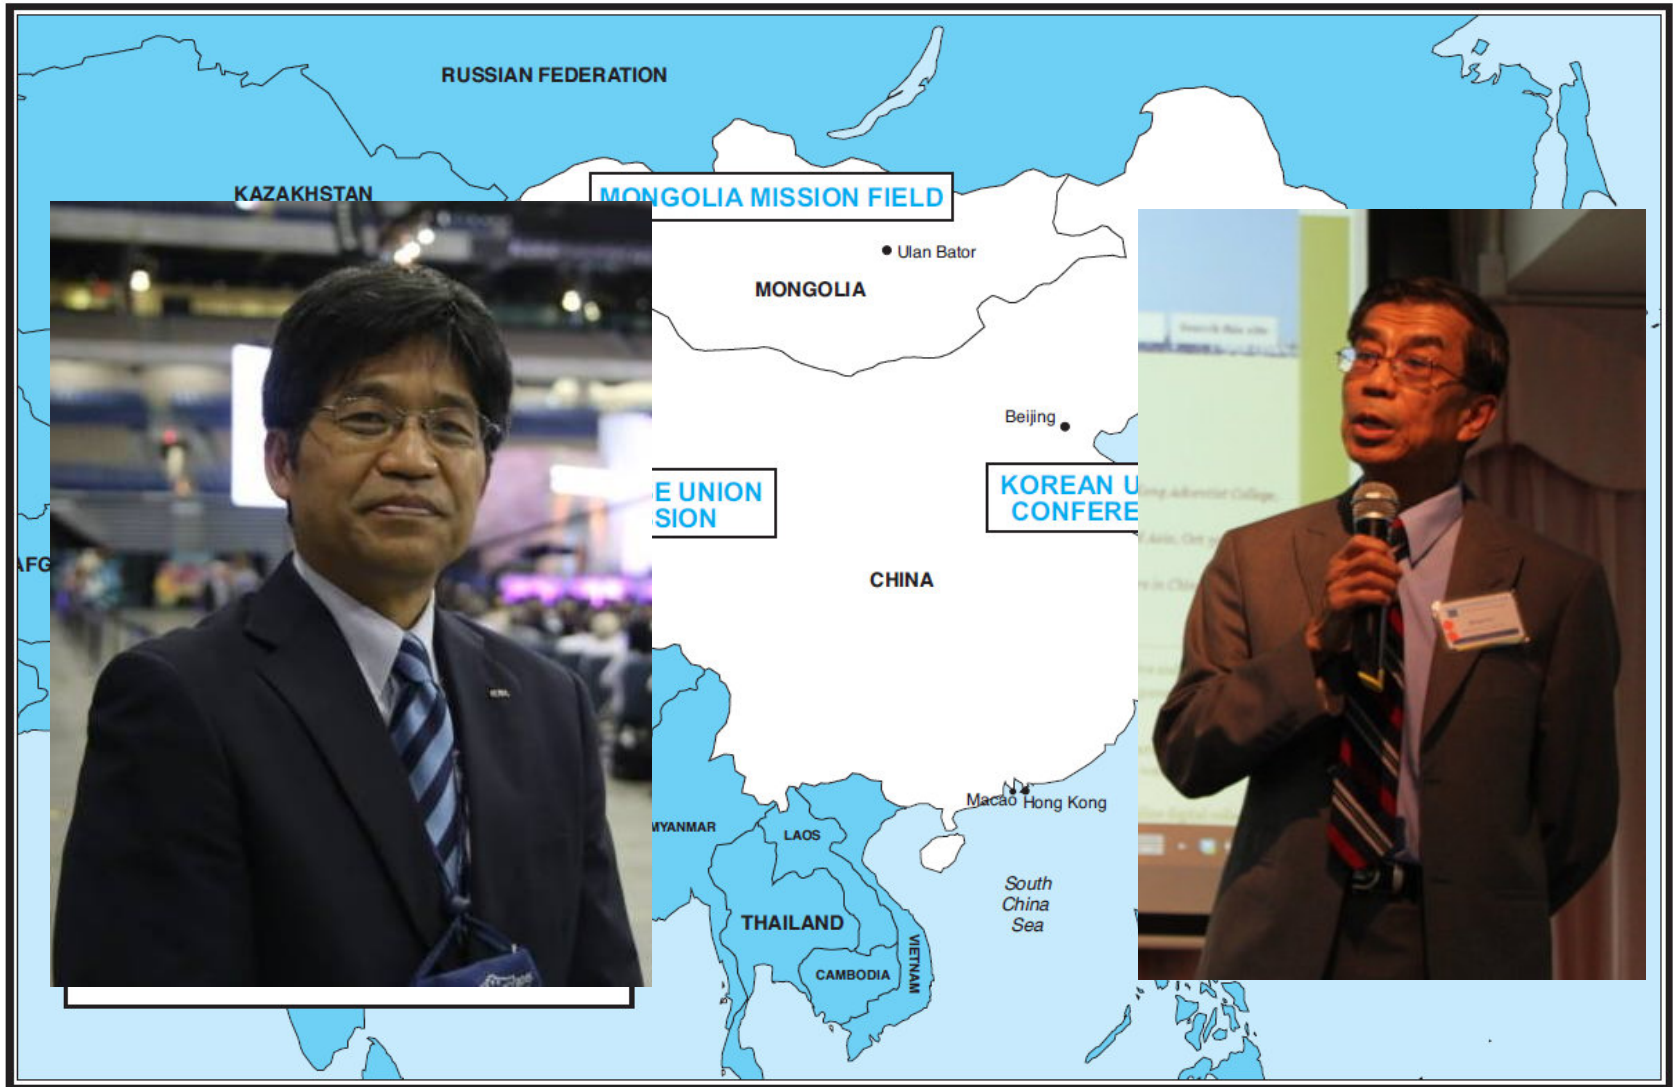 RUSSIAN FEDERATION
KAZAKHSTAN
MONGOLIA MISSION FIELD
Ulan Bator
MONGOLIA
Beijing
E UNION
SION
KOREAN U
CONFERE
AFG
CHINA
Macao
Hong Kong
MYANMAR
LAOS
South
China
Sea
THAILAND
VIETNAM
CAMBODIA